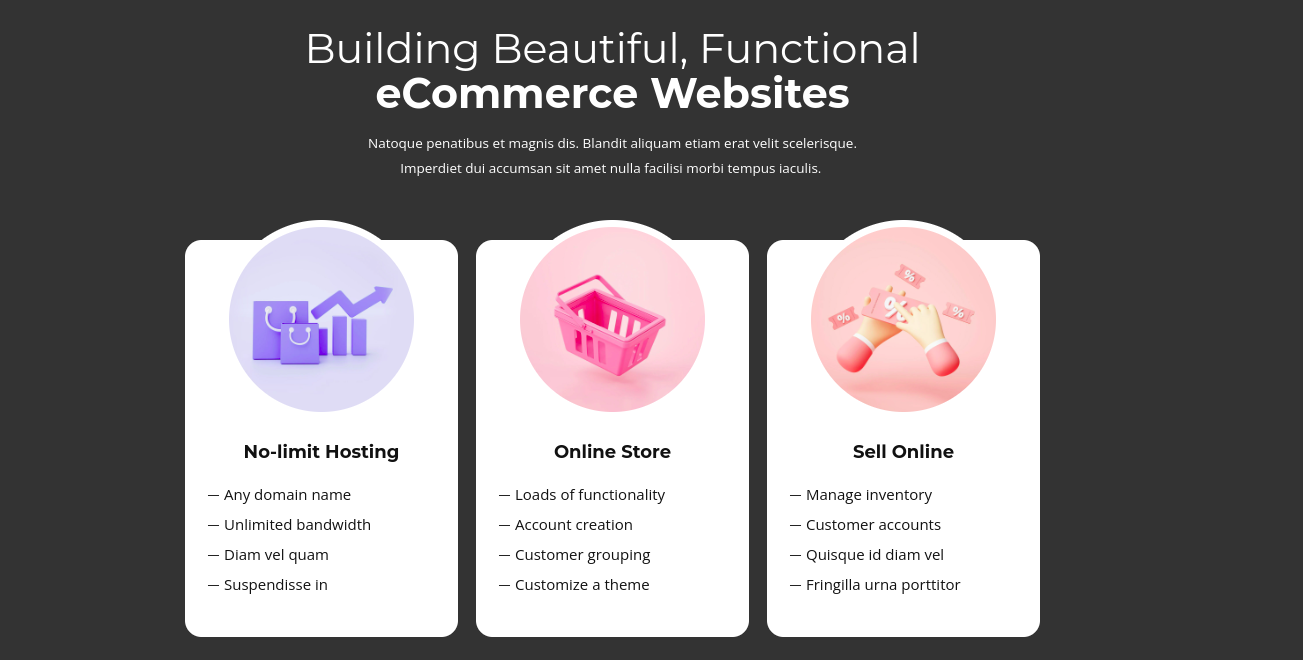 Building Beautiful, Functional
eCommerce Websites
Natoque penatibus et magnis dis. Blandit aliquam etiam erat velit scelerisque.
Imperdiet dui accumsan sit amet nulla facilisi morbi tempus iaculis.
%
%
%
%
No-limit Hosting
— Any domain name
— Unlimited bandwidth
— Diam vel quam
— Suspendisse in
Online Store
— Loads of functionality
— Account creation
— Customer grouping
— Customize a theme
Sell Online
— Manage inventory
— Customer accounts
— Quisque id diam vel
— Fringilla urna porttitor